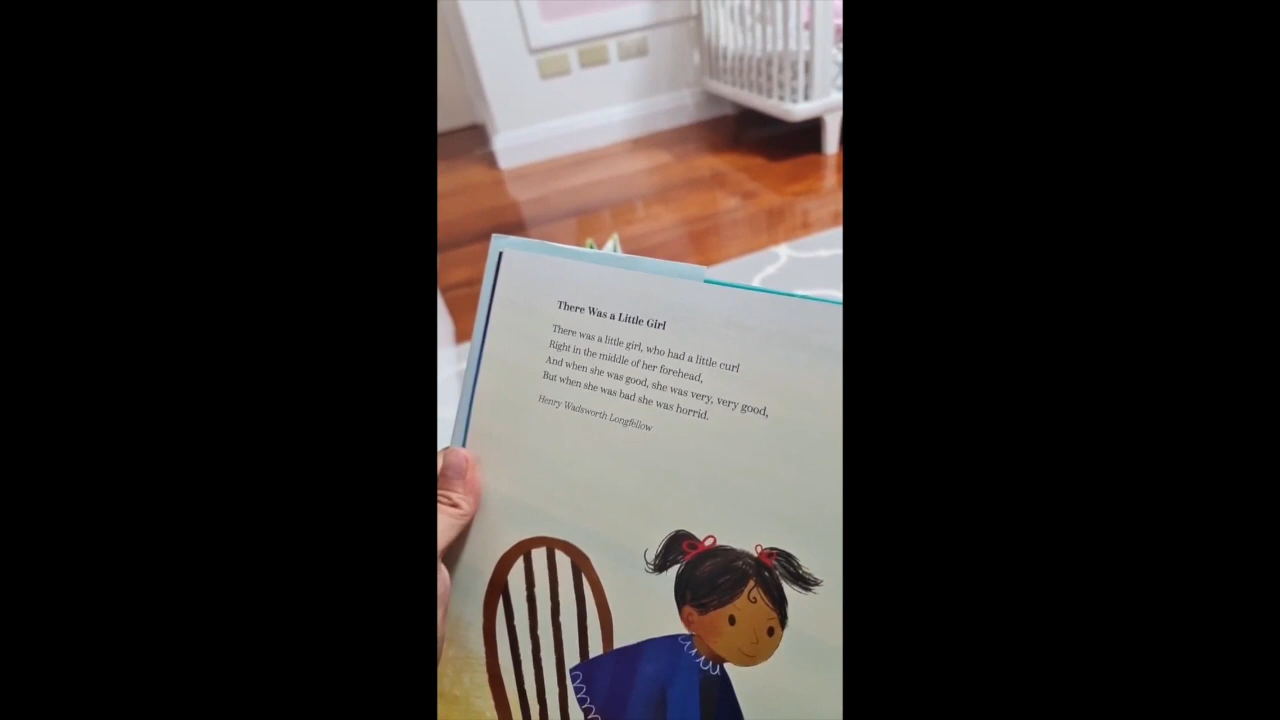 There Was a Little Girl
There was a little girl, who had a little curl
Right in the middle of her forehead,
And when she was good, she was very, very good,
But when she was bad she was horrid.
Henry Wadsworth Longfellow